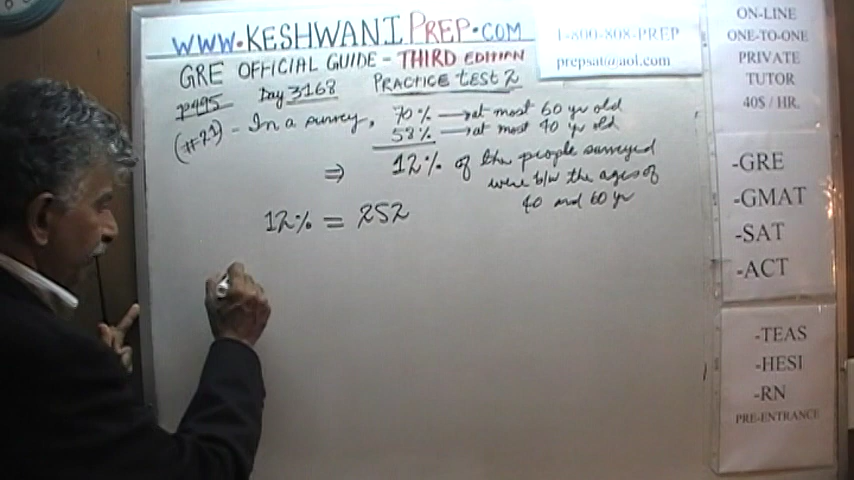 WWW.KESHWANIPREP.COM
GRE OFFICIAL GUIDE - THIRD EDITION
P495 Day 3168 PRACTICE TEST 2
(#21) - In a survey, 70% → at most 60 yr old
58% → at most 40 yr old
⇒ 12% of the people surveyed
were b/w the ages of
40 and 60 yr
12% = 252
1-800-808-PREP
prepsat@aol.com
ON-LINE
ONE-TO-ONE
PRIVATE
TUTOR
40$ / HR.
-GRE
-GMAT
-SAT
-ACT
-TEAS
-HESI
-RN
PRE-ENTRANCE